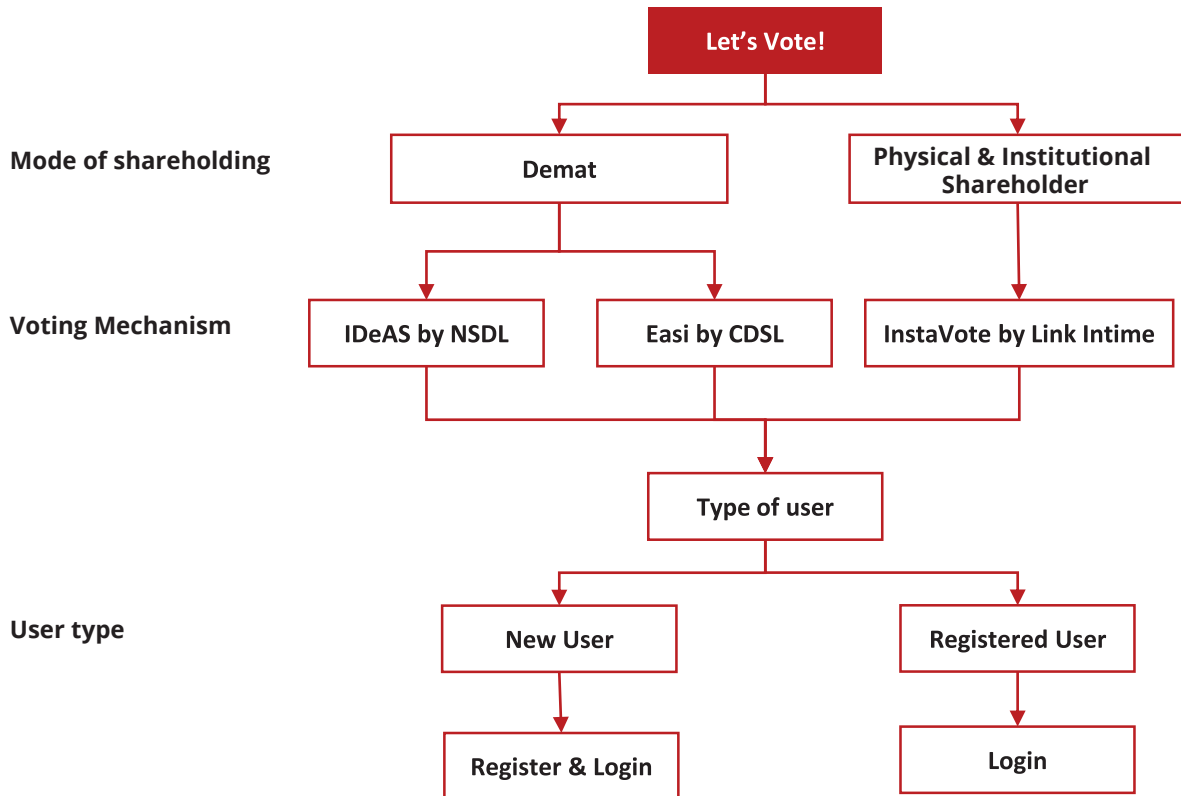 Let’s Vote!
Mode of shareholding
Demat
Physical & Institutional
Shareholder
Voting Mechanism
IDeAS by NSDL
Easi by CDSL
InstaVote by Link Intime
Type of user
User type
New User
Registered User
Register & Login
Login